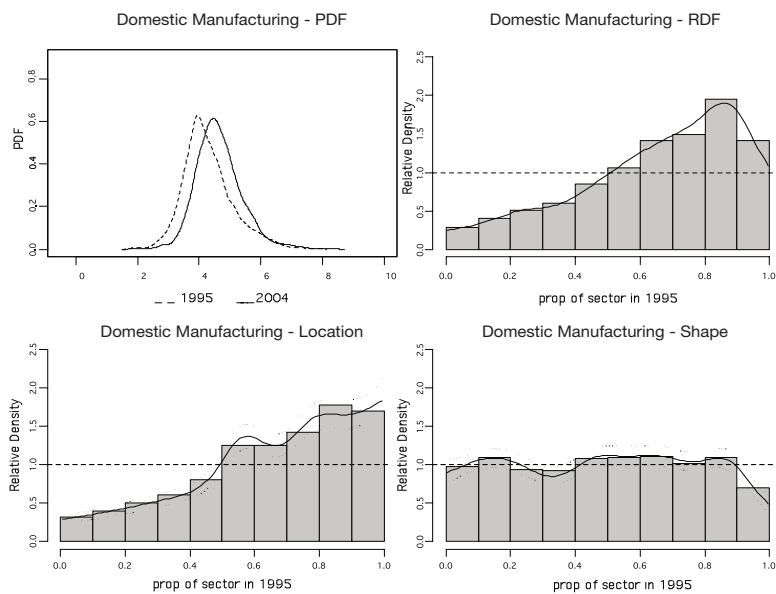 Domestic Manufacturing - PDF
PDF
0.0
0.2
0.4
0.6
0.8
0 2 4 6 8 10
1995 2004
Domestic Manufacturing - RDF
Relative Density
0.0
0.5
1.0
1.5
2.0
2.5
0.0 0.2 0.4 0.6 0.8 1.0
prop of sector in 1995
Domestic Manufacturing - Location
Relative Density
0.0
0.5
1.0
1.5
2.0
2.5
0.0 0.2 0.4 0.6 0.8 1.0
prop of sector in 1995
Domestic Manufacturing - Shape
Relative Density
0.0
0.5
1.0
1.5
2.0
2.5
0.0 0.2 0.4 0.6 0.8 1.0
prop of sector in 1995